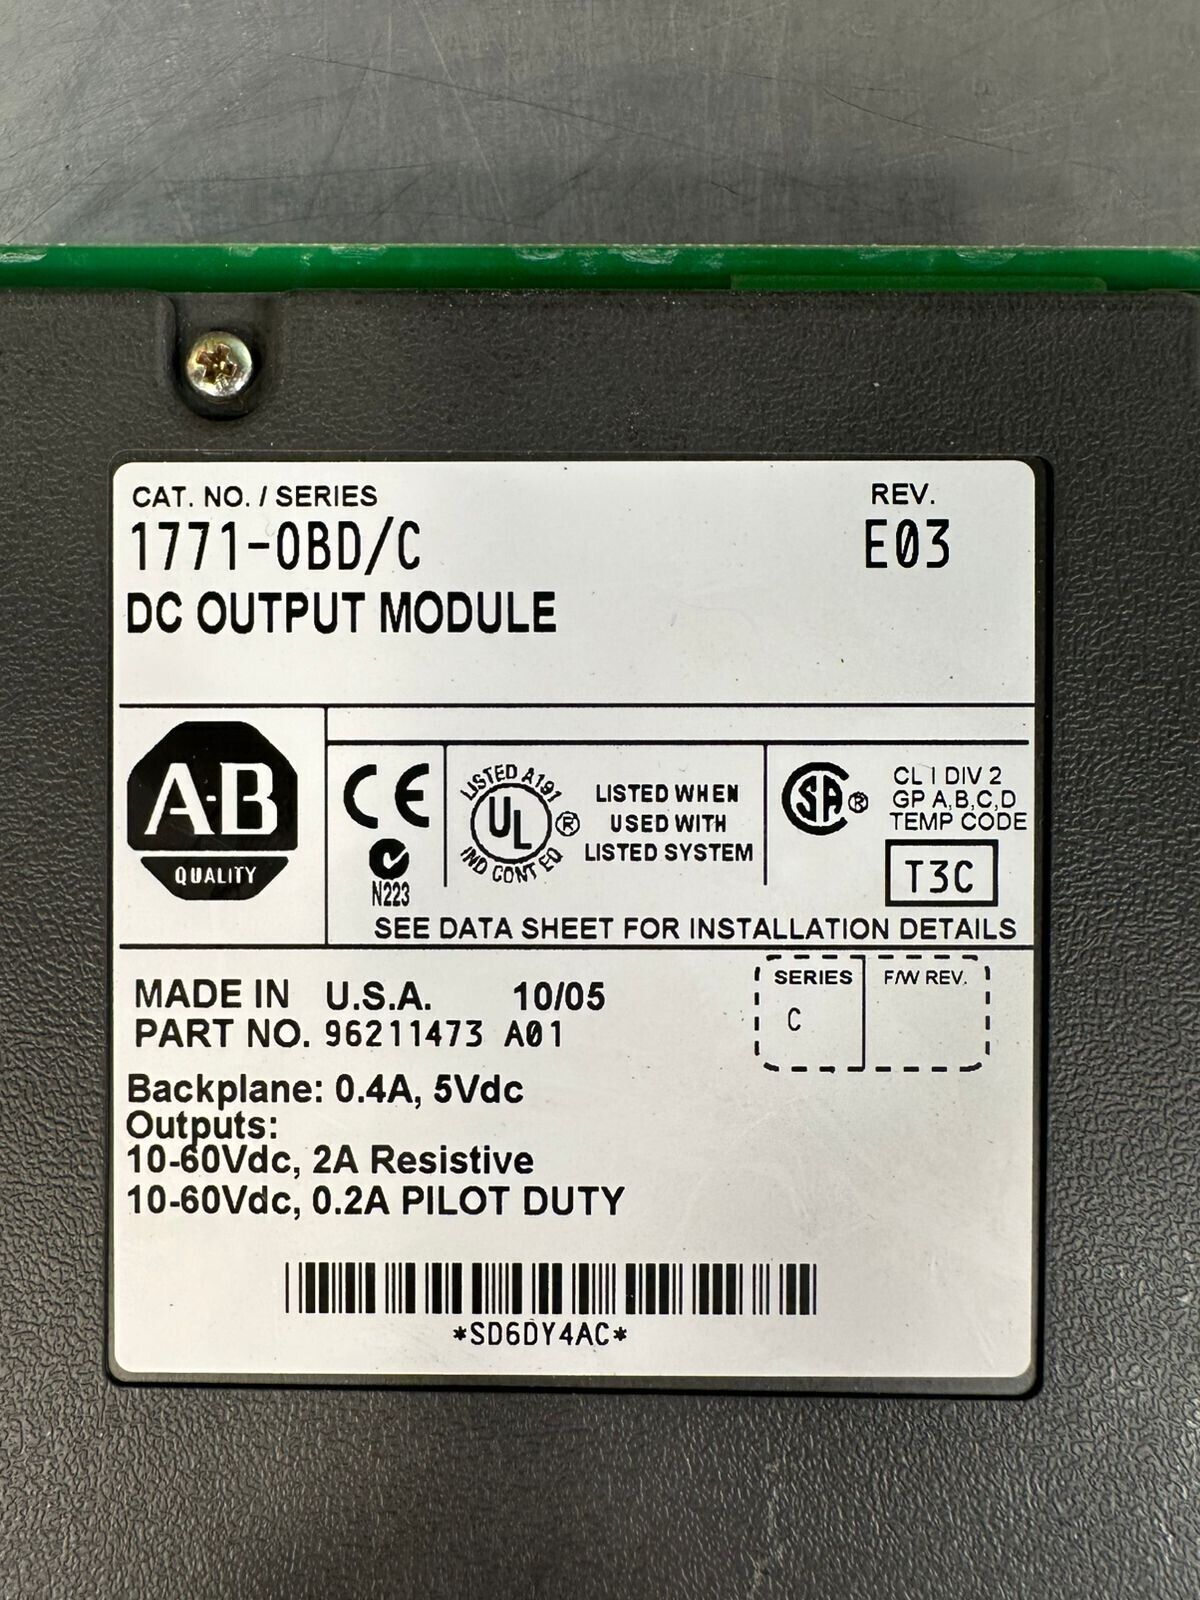 CAT. NO. / SERIES
REV.
1771-OBD/C
E03
DC OUTPUT MODULE
A·B
QUALITY
CE
N223
LISTED A191
UL
®
IND CONT EQ
LISTED WHEN
USED WITH
LISTED SYSTEM
SA®
CL I DIV 2
GP A,B,C,D
TEMP CODE
T3C
SEE DATA SHEET FOR INSTALLATION DETAILS
MADE IN U.S.A. 10/05
PART NO. 96211473 A01
SERIES
F/W REV.
C
Backplane: 0.4A, 5Vdc
Outputs:
10-60Vdc, 2A Resistive
10-60Vdc, 0.2A PILOT DUTY
*SD6DY4AC*